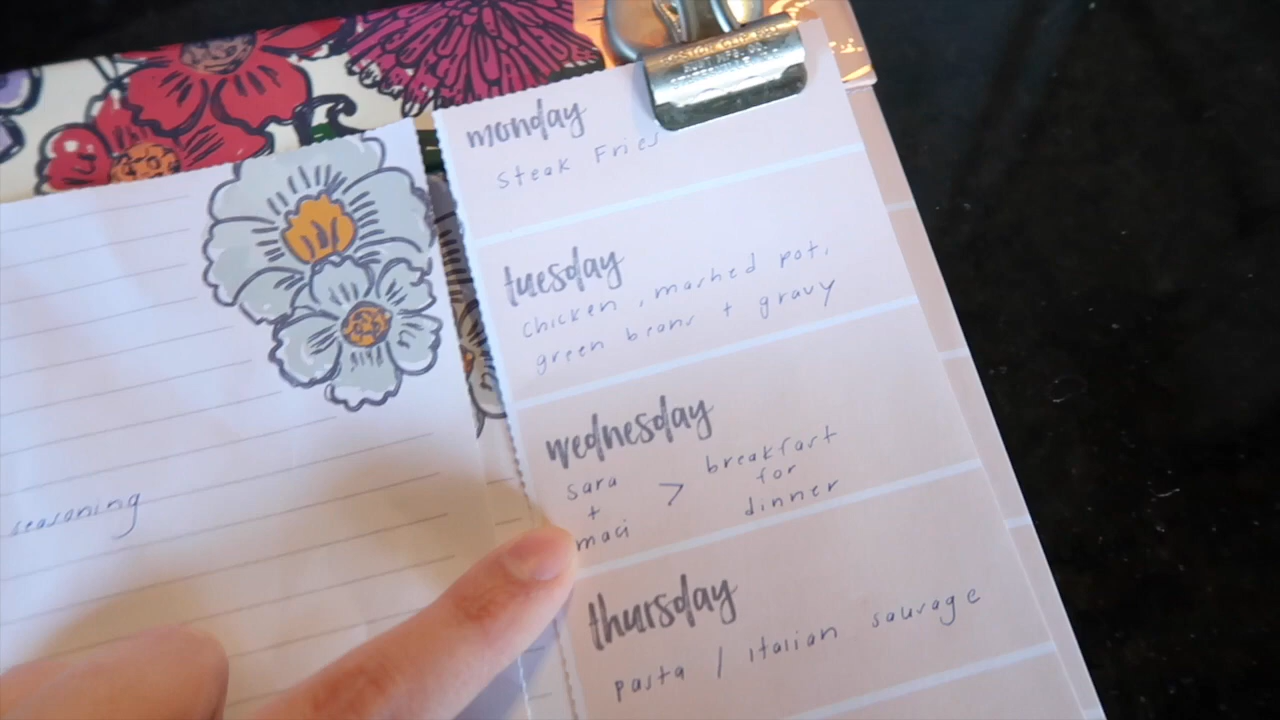 monday
Steak Fries
tuesday
chicken, mashed pot,
green beans + gravy
wednesday
sara
+
maci
>
breakfast
for
dinner
thursday
pasta / italian sausage
seasoning